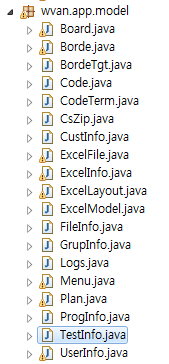 wvan.app.model
Board.java
Borde.java
BordeTgt.java
Code.java
CodeTerm.java
CsZip.java
CustInfo.java
ExcelFile.java
ExcelInfo.java
ExcelLayout.java
ExcelModel.java
FileInfo.java
GrupInfo.java
Logs.java
Menu.java
Plan.java
ProgInfo.java
TestInfo.java
UserInfo.java